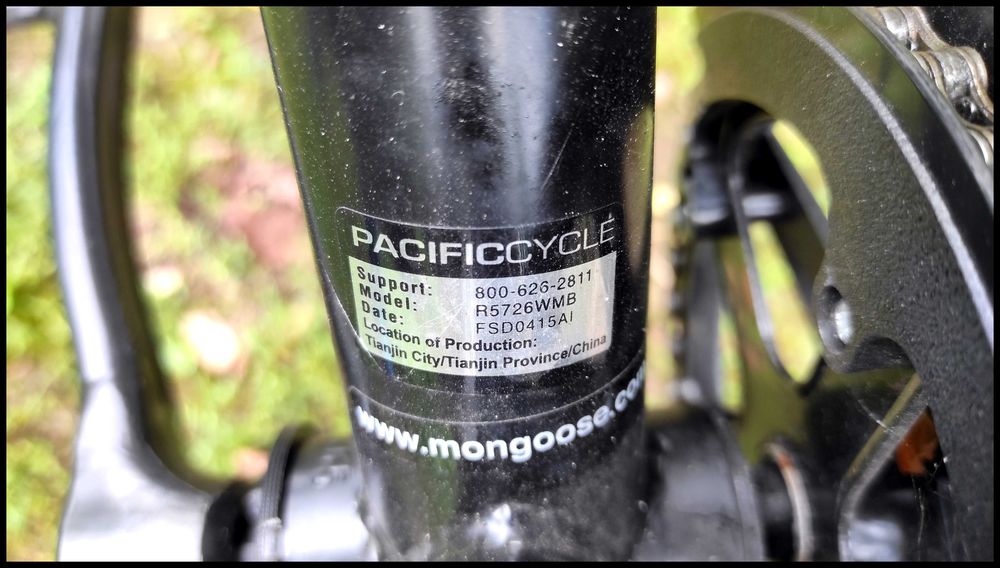 PACIFICCYCLE
Support: 800-626-2811
Model: R5726WMB
Date: FSD0415AI
Location of Production:
Tianjin City/Tianjin Province/China
www.mongoose.com